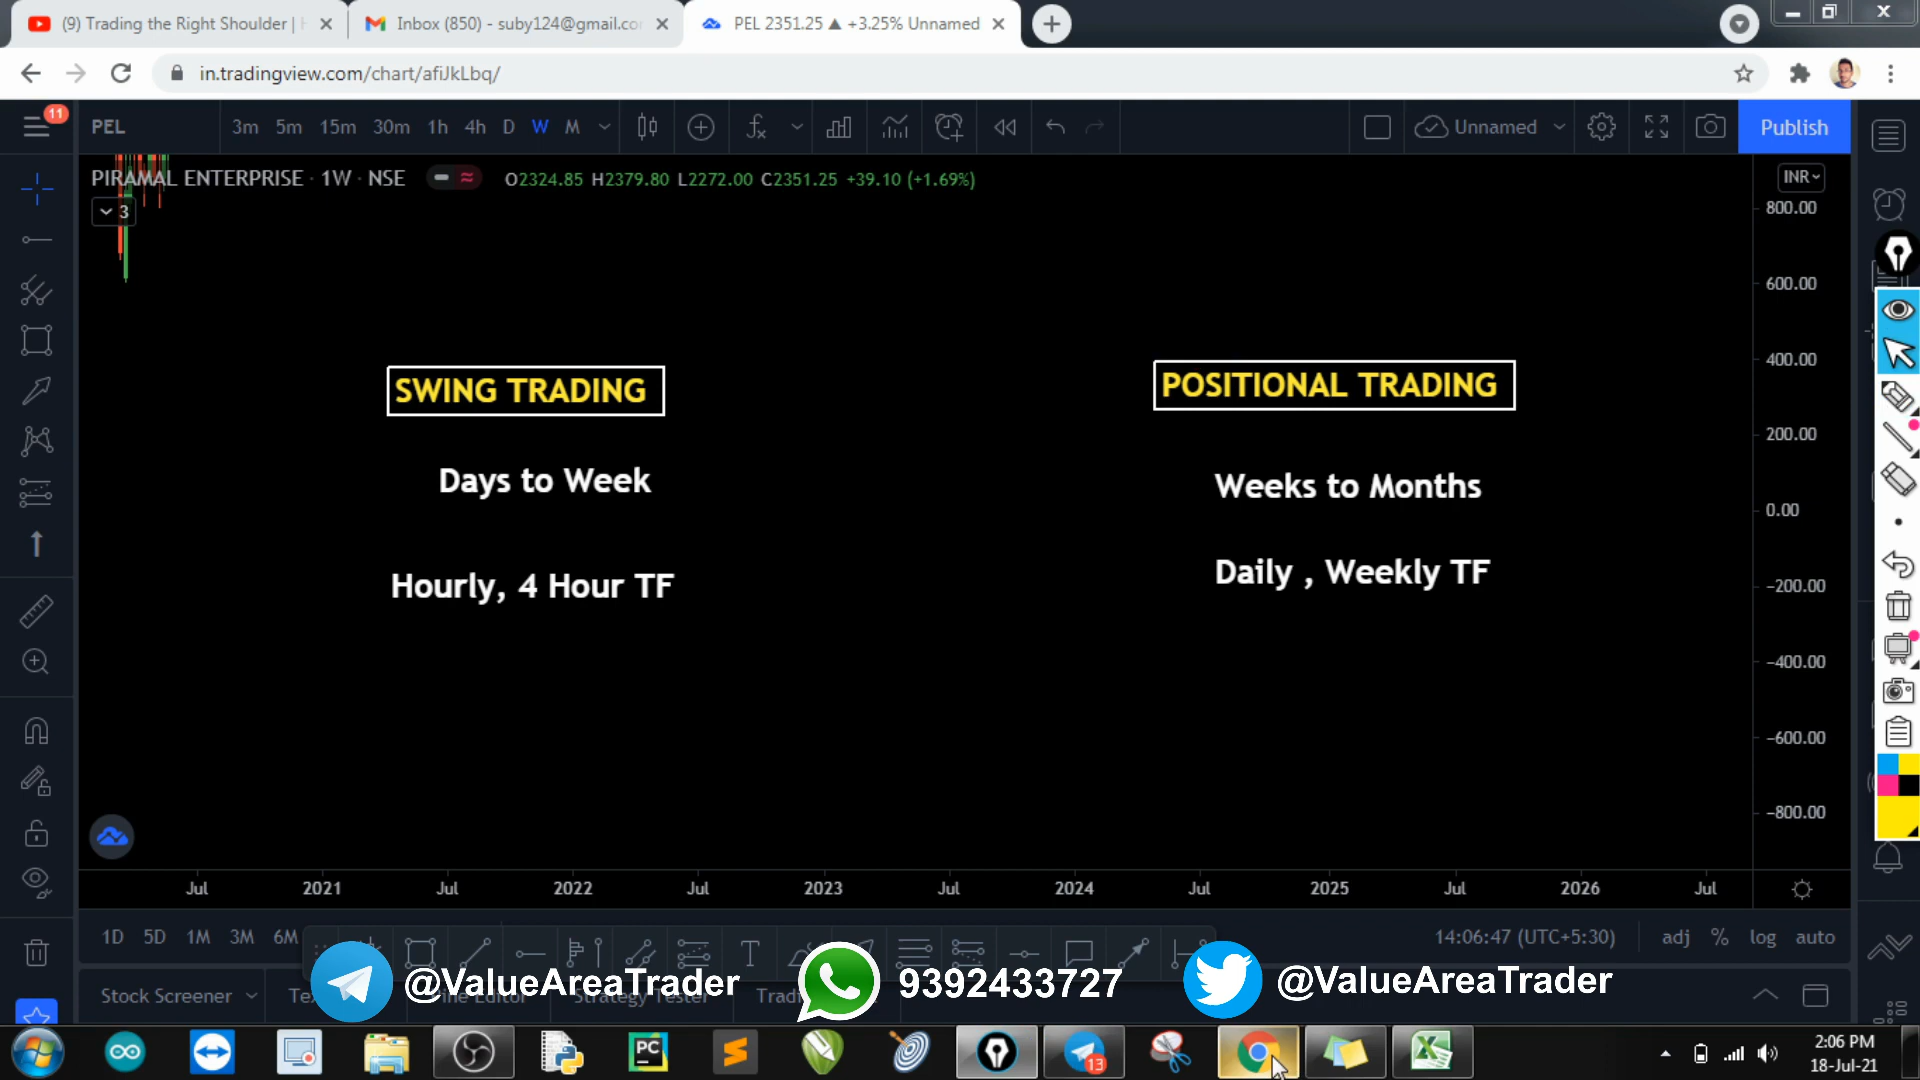 (9) Trading the Right Shoulder |
Inbox (850) - suby124@gmail.co
PEL 2351.25 ▲ +3.25% Unnamed
in.tradingview.com/chart/afiJkLbq/
11
PEL
3m 5m 15m 30m 1h 4h D W M
Unnamed
Publish
PIRAMAL ENTERPRISE · 1W · NSE
O2324.85 H2379.80 L2272.00 C2351.25 +39.10 (+1.69%)
INR
3
800.00
600.00
400.00
200.00
0.00
−200.00
−400.00
−600.00
−800.00
SWING TRADING
POSITIONAL TRADING
Days to Week
Weeks to Months
Hourly, 4 Hour TF
Daily , Weekly TF
Jul 2021 Jul 2022 Jul 2023 Jul 2024 Jul 2025 Jul 2026 Jul
1D 5D 1M 3M 6M
14:06:47 (UTC+5:30)
adj % log auto
Stock Screener
Strategy Tester
@ValueAreaTrader
9392433727
@ValueAreaTrader
PC
13
2:06 PM
18-Jul-21